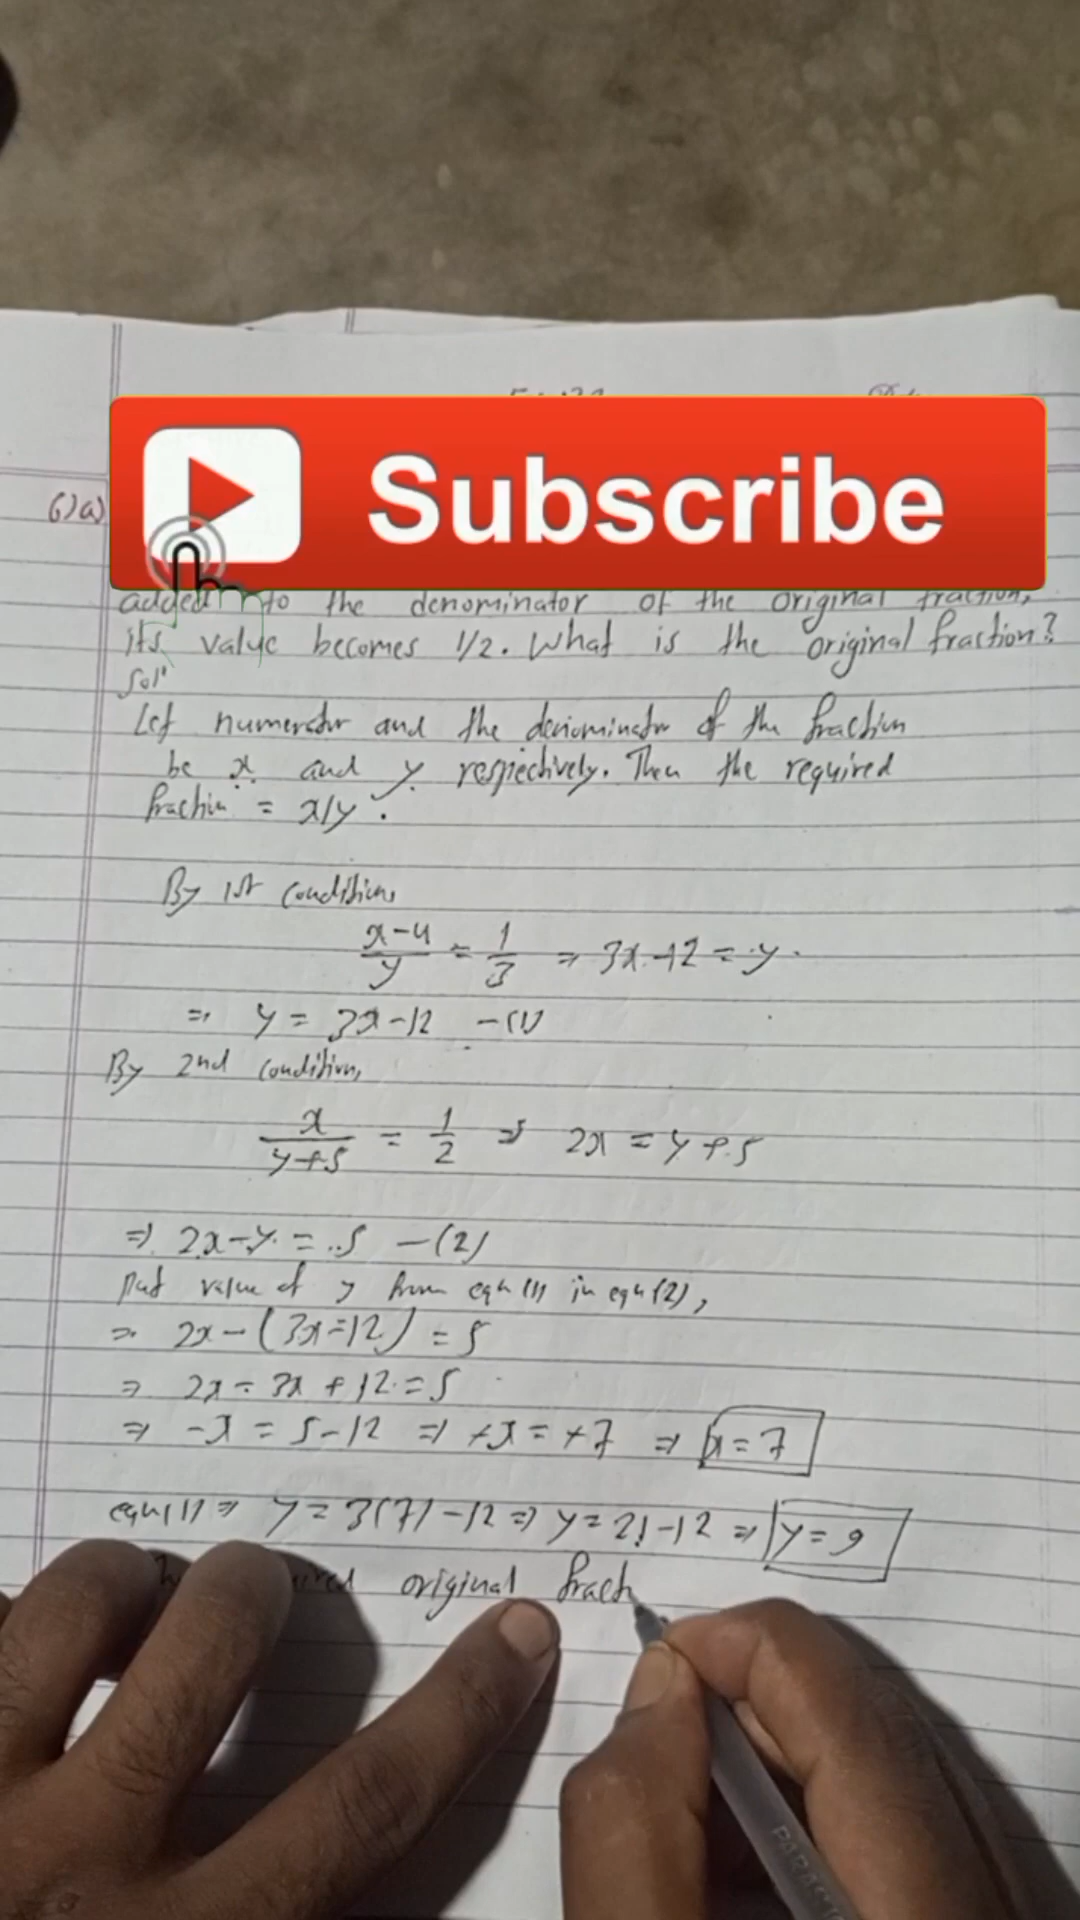 Subscribe
6)a)
added to the denominator of the original fraction,
its value becomes 1/2. What is the original fraction?
Solⁿ
Let numerator and the denominator of the fraction
be x and y respectively. Then the required
fraction = x/y.
By 1st condition,
x-4/y = 1/3 ⇒ 3x-12 = y
⇒ y = 3x-12 -(1)
By 2nd condition,
x/y+5 = 1/2 ⇒ 2x = y+5
⇒ 2x-y = 5 -(2)
Put value of y from eqn(1) in eqn(2),
⇒ 2x-(3x-12) = 5
⇒ 2x-3x+12 = 5
⇒ -x = 5-12 ⇒ +x = +7 ⇒ x = 7
eqn(1) ⇒ y = 3(7)-12 ⇒ y = 21-12 ⇒ y = 9
original fracti
PARAM